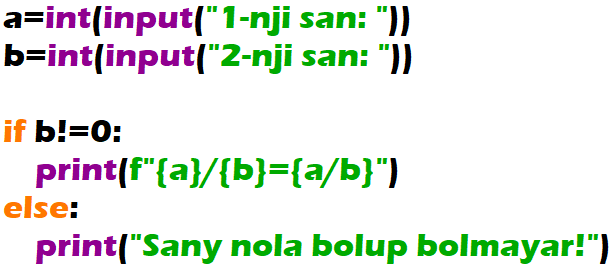 a=int(input("1-nji san: "))
b=int(input("2-nji san: "))
if b!=0:
    print(f"{a}/{b}={a/b}")
else:
    print("Sany nola bolup bolmayar!")